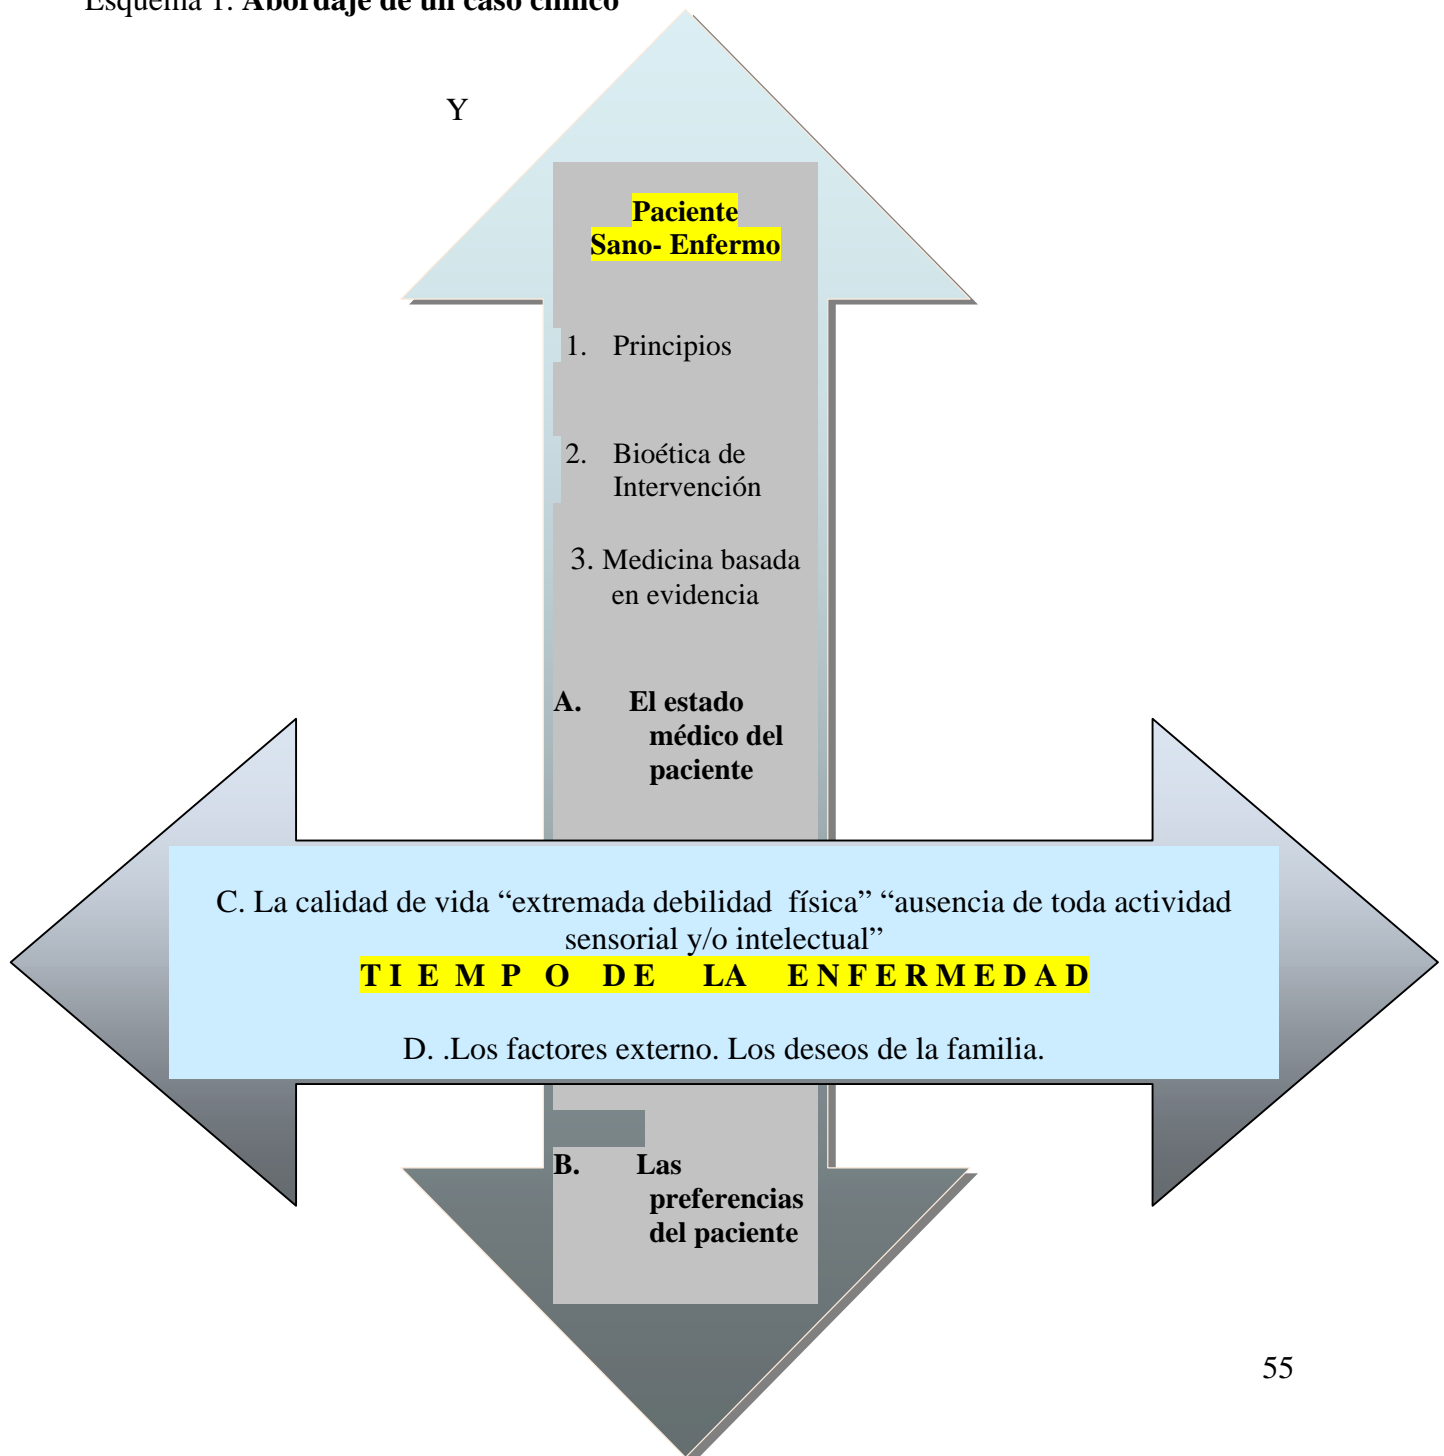 Esquema 1. Abordaje de un caso clínico
Y
Paciente
Sano- Enfermo
1. Principios
2. Bioética de
Intervención
3. Medicina basada
en evidencia
A. El estado
médico del
paciente
C. La calidad de vida “extremada debilidad física” “ausencia de toda actividad
sensorial y/o intelectual”
T I E M P O D E LA E N F E R M E D A D
D. .Los factores externo. Los deseos de la familia.
B. Las
preferencias
del paciente
55